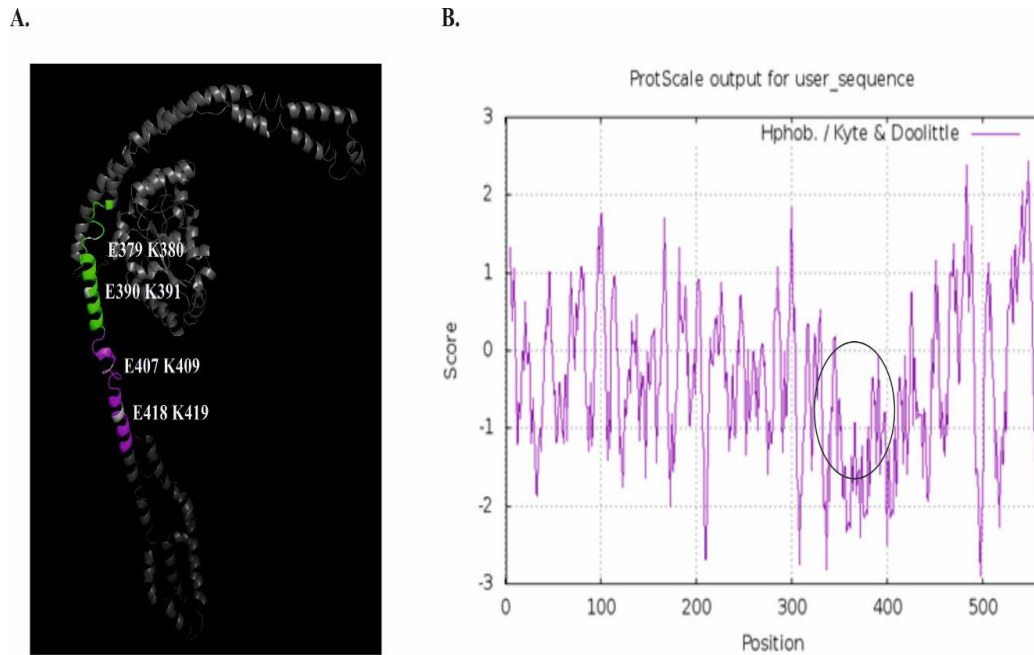 A.
B.
E379 K380
E390 K391
E407 K409
E418 K419
ProtScale output for user_sequence
Hphob. / Kyte & Doolittle
3
2
1
0
-1
-2
-3
Score
0 100 200 300 400 500
Position